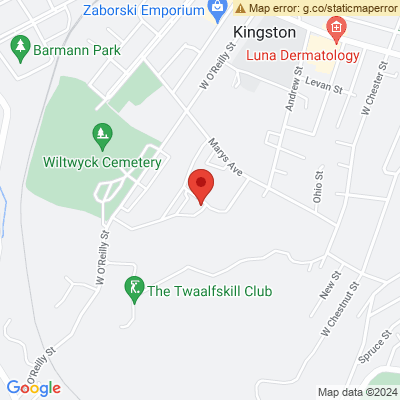 Map error: g.co/staticmaperror
Zaborski Emporium
Kingston
Barmann Park
Luna Dermatology
W O'Reilly St
Levan St
Andrew St
W Chester St
Marys Ave
Wiltwyck Cemetery
Ohio St
W O'Reilly St
The Twaalfskill Club
New St
W Chestnut St
Spruce St
O'Reilly St
Google
Map data ©2024